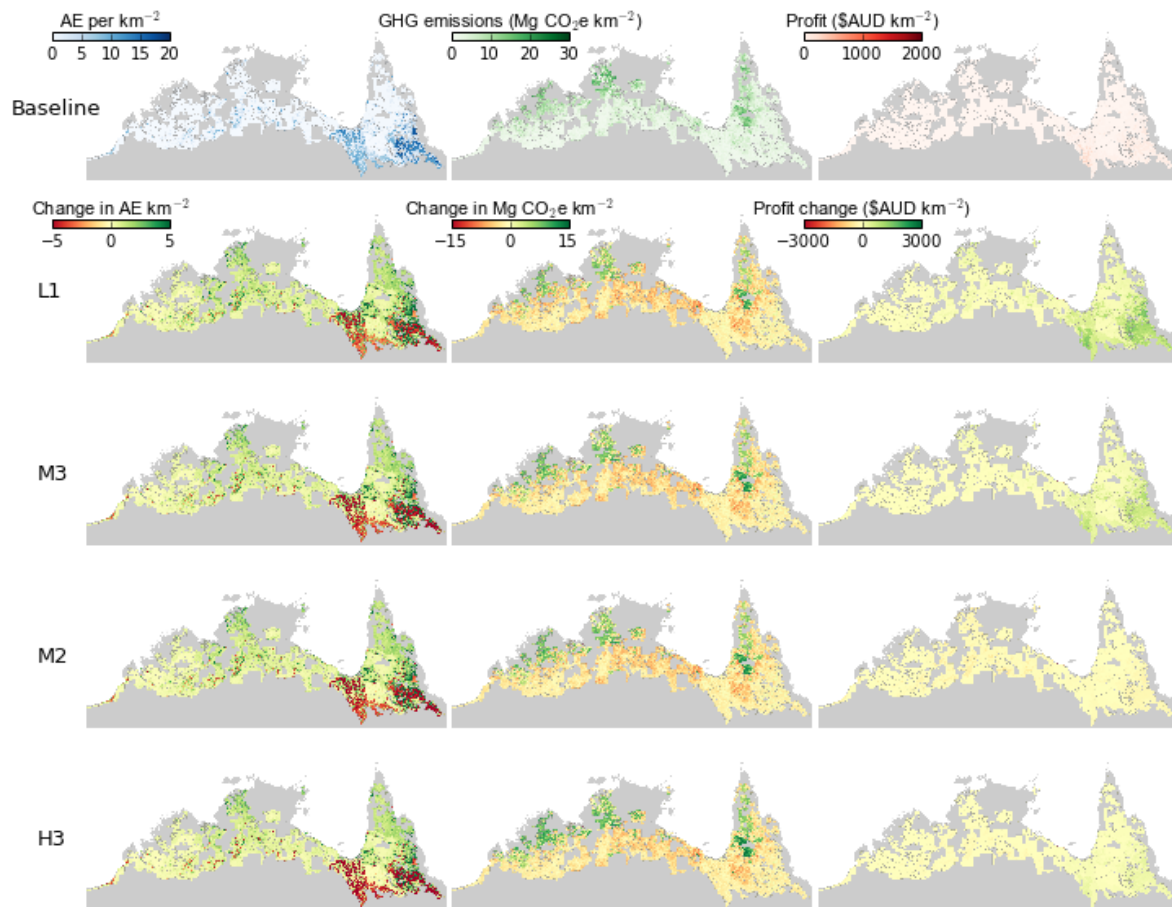 AE per km⁻² GHG emissions (Mg CO₂e km⁻²) Profit ($AUD km⁻²)
0 5 10 15 20 0 10 20 30 0 1000 2000
Baseline
Change in AE km⁻² Change in Mg CO₂e km⁻² Profit change ($AUD km⁻²)
−5 0 5 −15 0 15 −3000 0 3000
L1
M3
M2
H3